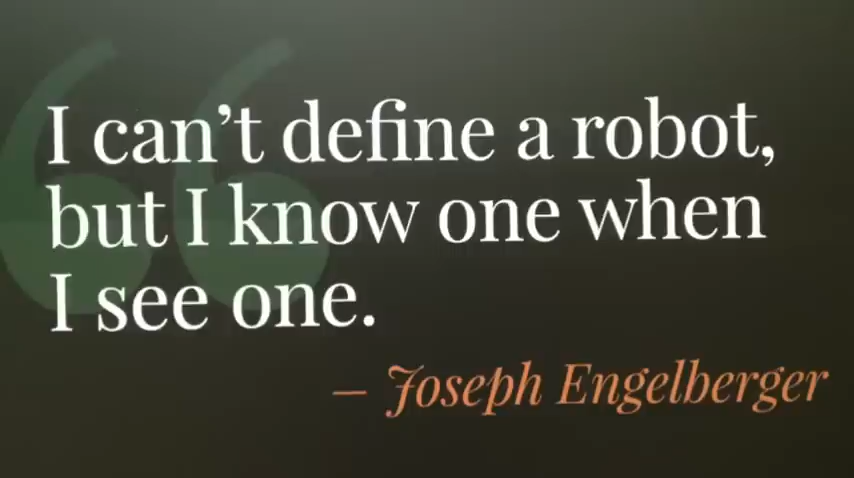 I can’t define a robot,
but I know one when
I see one.
– Joseph Engelberger